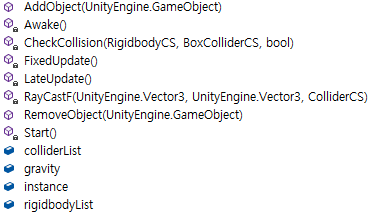 AddObject(UnityEngine.GameObject)
Awake()
CheckCollision(RigidbodyCS, BoxColliderCS, bool)
FixedUpdate()
LateUpdate()
RayCastF(UnityEngine.Vector3, UnityEngine.Vector3, ColliderCS)
RemoveObject(UnityEngine.GameObject)
Start()
colliderList
gravity
instance
rigidbodyList